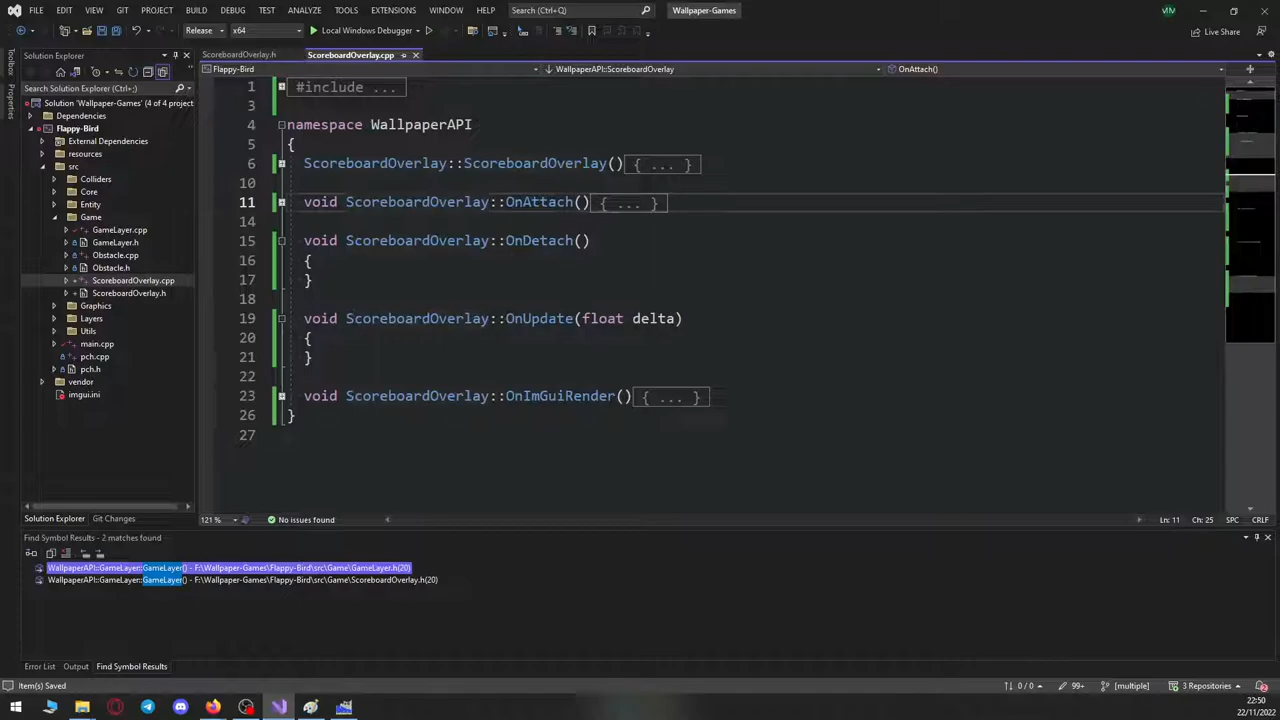 FILE EDIT VIEW GIT PROJECT BUILD DEBUG TEST ANALYZE TOOLS EXTENSIONS WINDOW HELP Search (Ctrl+Q) Wallpaper-Games VIM
Release x64 Local Windows Debugger Live Share
Toolbox
Properties
Solution Explorer
Search Solution Explorer (Ctrl+;)
Solution 'Wallpaper-Games' (4 of 4 project
Dependencies
Flappy-Bird
External Dependencies
resources
src
Colliders
Core
Entity
Game
GameLayer.cpp
GameLayer.h
Obstacle.cpp
Obstacle.h
ScoreboardOverlay.cpp
ScoreboardOverlay.h
Graphics
Layers
Utils
main.cpp
pch.cpp
pch.h
vendor
imgui.ini
Solution Explorer Git Changes
ScoreboardOverlay.h ScoreboardOverlay.cpp
Flappy-Bird WallpaperAPI::ScoreboardOverlay OnAttach()
1 #include ...
3
4 namespace WallpaperAPI
5 {
6 ScoreboardOverlay::ScoreboardOverlay() { ... }
10
11 void ScoreboardOverlay::OnAttach() { ... }
14
15 void ScoreboardOverlay::OnDetach()
16 {
17 }
18
19 void ScoreboardOverlay::OnUpdate(float delta)
20 {
21 }
22
23 void ScoreboardOverlay::OnImGuiRender() { ... }
26 }
27
121 % No issues found Ln: 11 Ch: 25 SPC CRLF
Find Symbol Results - 2 matches found
WallpaperAPI::GameLayer::GameLayer() - F:\Wallpaper-Games\Flappy-Bird\src\Game\GameLayer.h(20)
WallpaperAPI::GameLayer::GameLayer() - F:\Wallpaper-Games\Flappy-Bird\src\Game\ScoreboardOverlay.h(20)
Error List Output Find Symbol Results
Item(s) Saved 0 / 0 99+ [multiple] 3 Repositories 2
22:50
22/11/2022